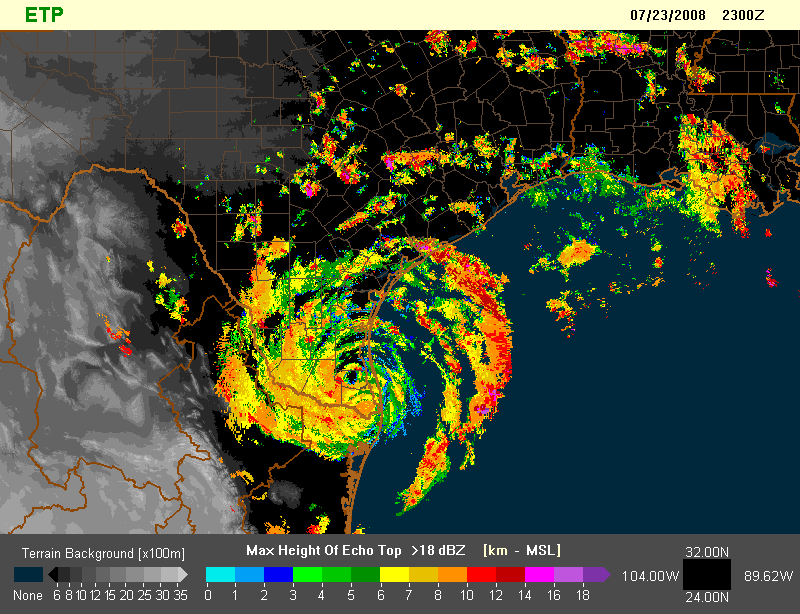 ETP 07/23/2008 2300Z
Terrain Background [x100m] Max Height Of Echo Top >18 dBZ [km - MSL] 32.00N
104.00W 89.62W
None 6 8 10 12 15 20 25 30 35 0 1 2 3 4 5 6 7 8 10 12 14 16 18 24.00N